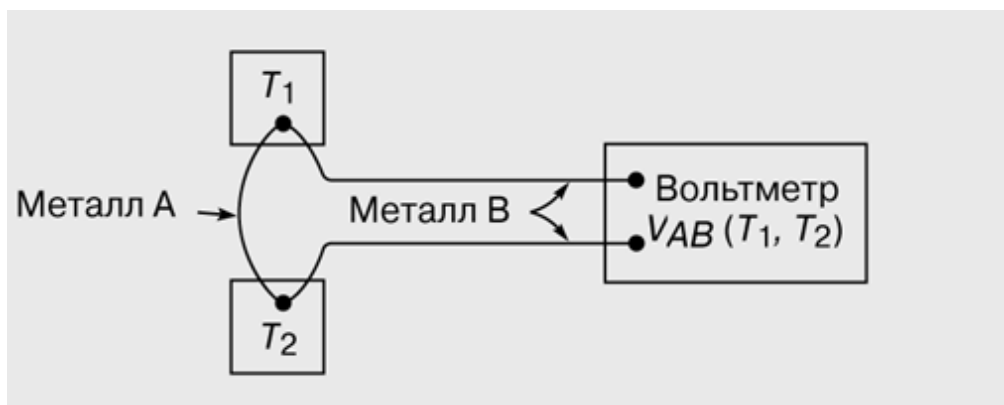 T1
Металл А
Металл В
Вольтметр
VAB (T1, T2)
T2